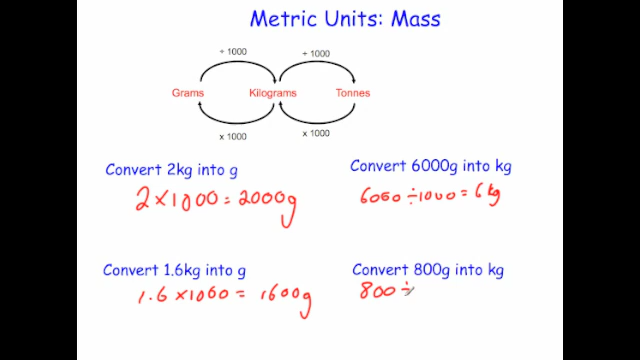 Metric Units: Mass
÷ 1000 ÷ 1000
Grams Kilograms Tonnes
x 1000 x 1000
Convert 2kg into g
2 × 1000 = 2000g
Convert 6000g into kg
6000 ÷ 1000 = 6kg
Convert 1.6kg into g
1.6 × 1000 = 1600g
Convert 800g into kg
800 ÷